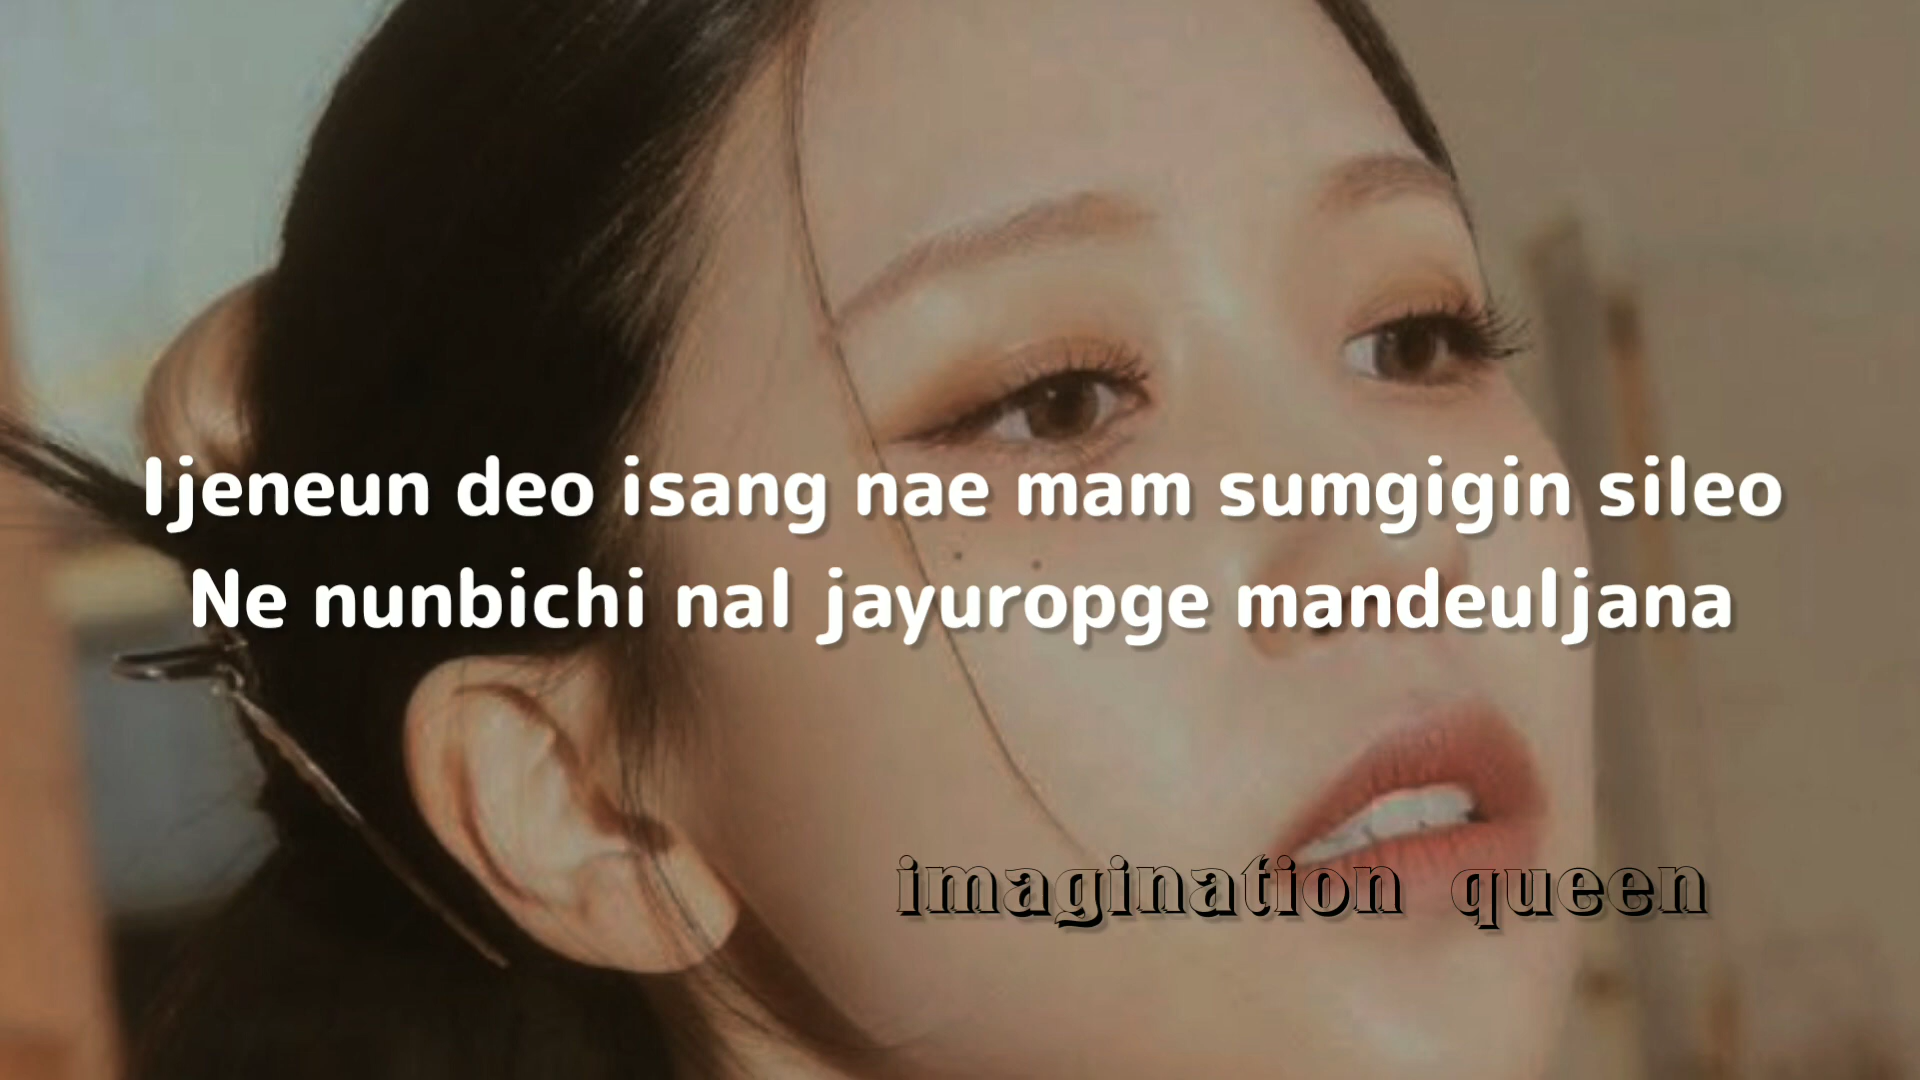 Ijeneun deo isang nae mam sumgigin sileo
Ne nunbichi nal jayuropge mandeuljana
imagination queen